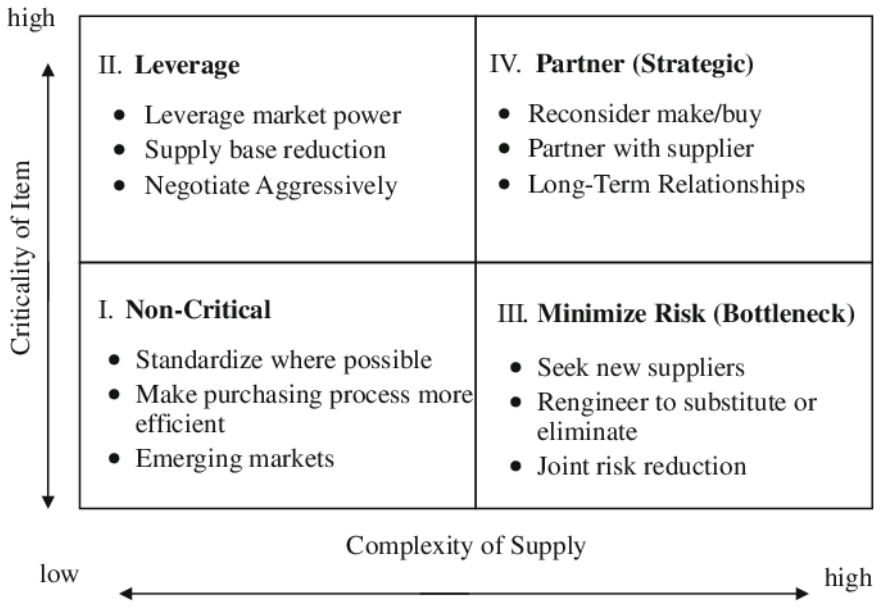 high
II. Leverage
● Leverage market power
● Supply base reduction
● Negotiate Aggressively
IV. Partner (Strategic)
● Reconsider make/buy
● Partner with supplier
● Long-Term Relationships
Criticality of Item
I. Non-Critical
● Standardize where possible
● Make purchasing process more
efficient
● Emerging markets
III. Minimize Risk (Bottleneck)
● Seek new suppliers
● Rengineer to substitute or
eliminate
● Joint risk reduction
Complexity of Supply
low
high